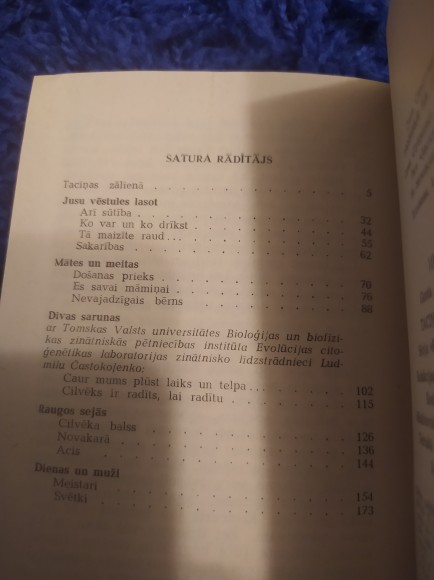 SATURA RĀDĪTĀJS
Taciņas zālienā . . . . . . . . . . . 5
Jusu vēstules lasot
Arī sūtība . . . . . . . . . . . 32
Ko var un ko drīkst . . . . . . . . 44
Tā maizīte raud... . . . . . . . . 55
Sakarības . . . . . . . . . . . 62
Mātes un meitas
Došanas prieks . . . . . . . . . 70
Es savai māmiņai . . . . . . . . 76
Nevajadzīgais bērns . . . . . . . 88
Divas sarunas
ar Tomskas Valsts universitātes Bioloģijas un biofizi-
kas zinātniskās pētniecības institūta Evolūcijas cito-
ģenētikas laboratorijas zinātnisko līdzstrādnieci Lud-
milu Častokoļenko:
Caur mums plūst laiks un telpa... . . . 102
Cilvēks ir radīts, lai radītu . . . . . 115
Raugos sejās
Cilvēka balss . . . . . . . . . 126
Novakarā . . . . . . . . . . . 136
Acis . . . . . . . . . . . . . 144
Dienas un mūži
Meistari . . . . . . . . . . . 154
Svētki . . . . . . . . . . . . 173